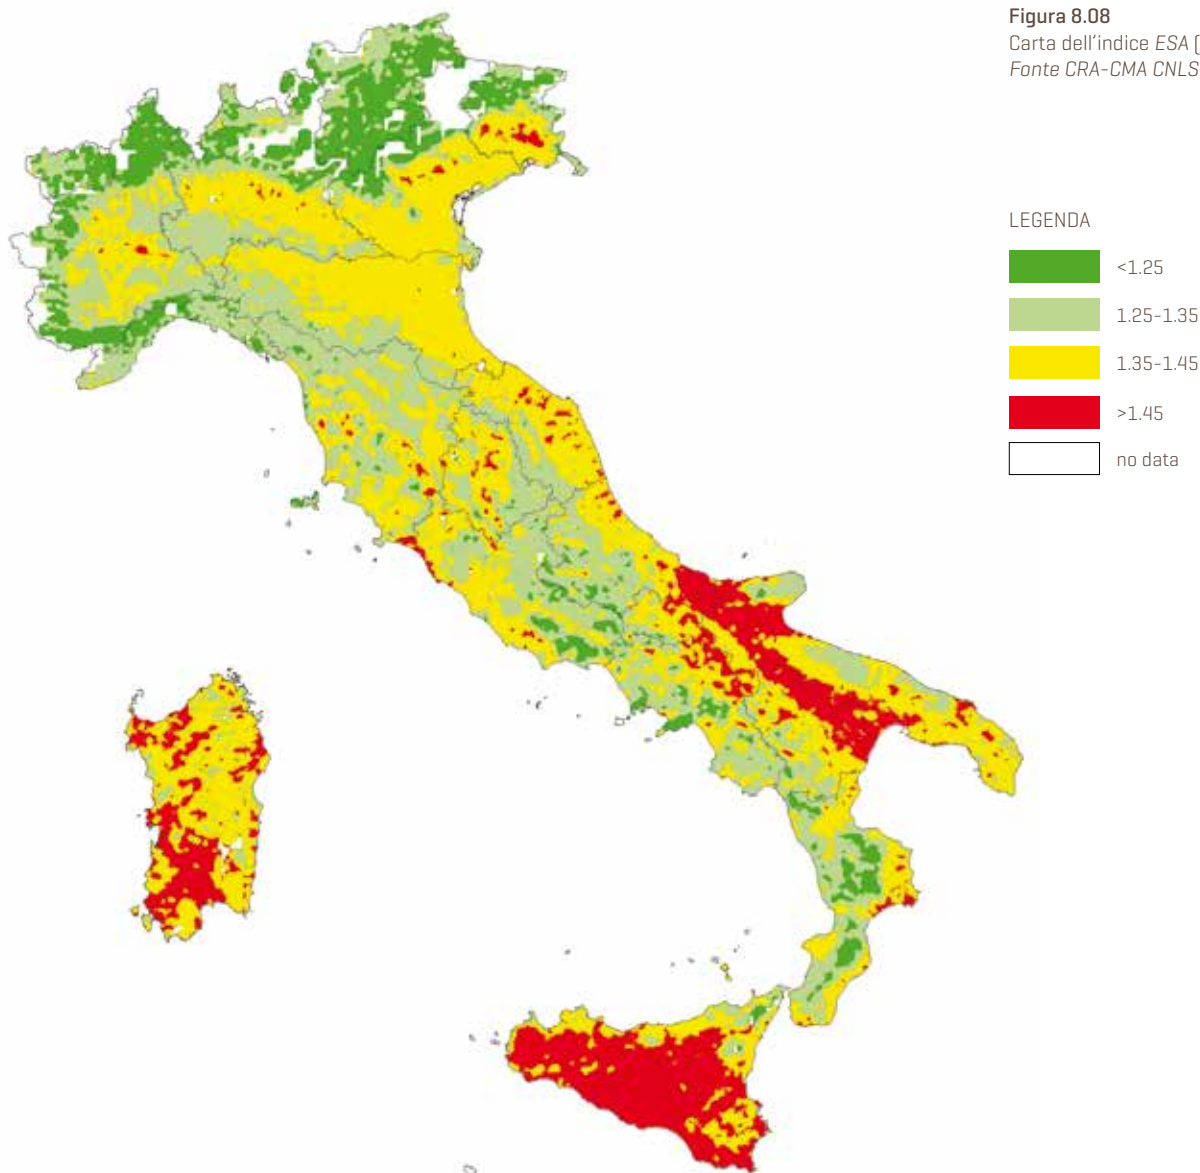 Figura 8.08
Carta dell'indice ESA (
Fonte CRA-CMA CNLS
LEGENDA
<1.25
1.25-1.35
1.35-1.45
>1.45
no data